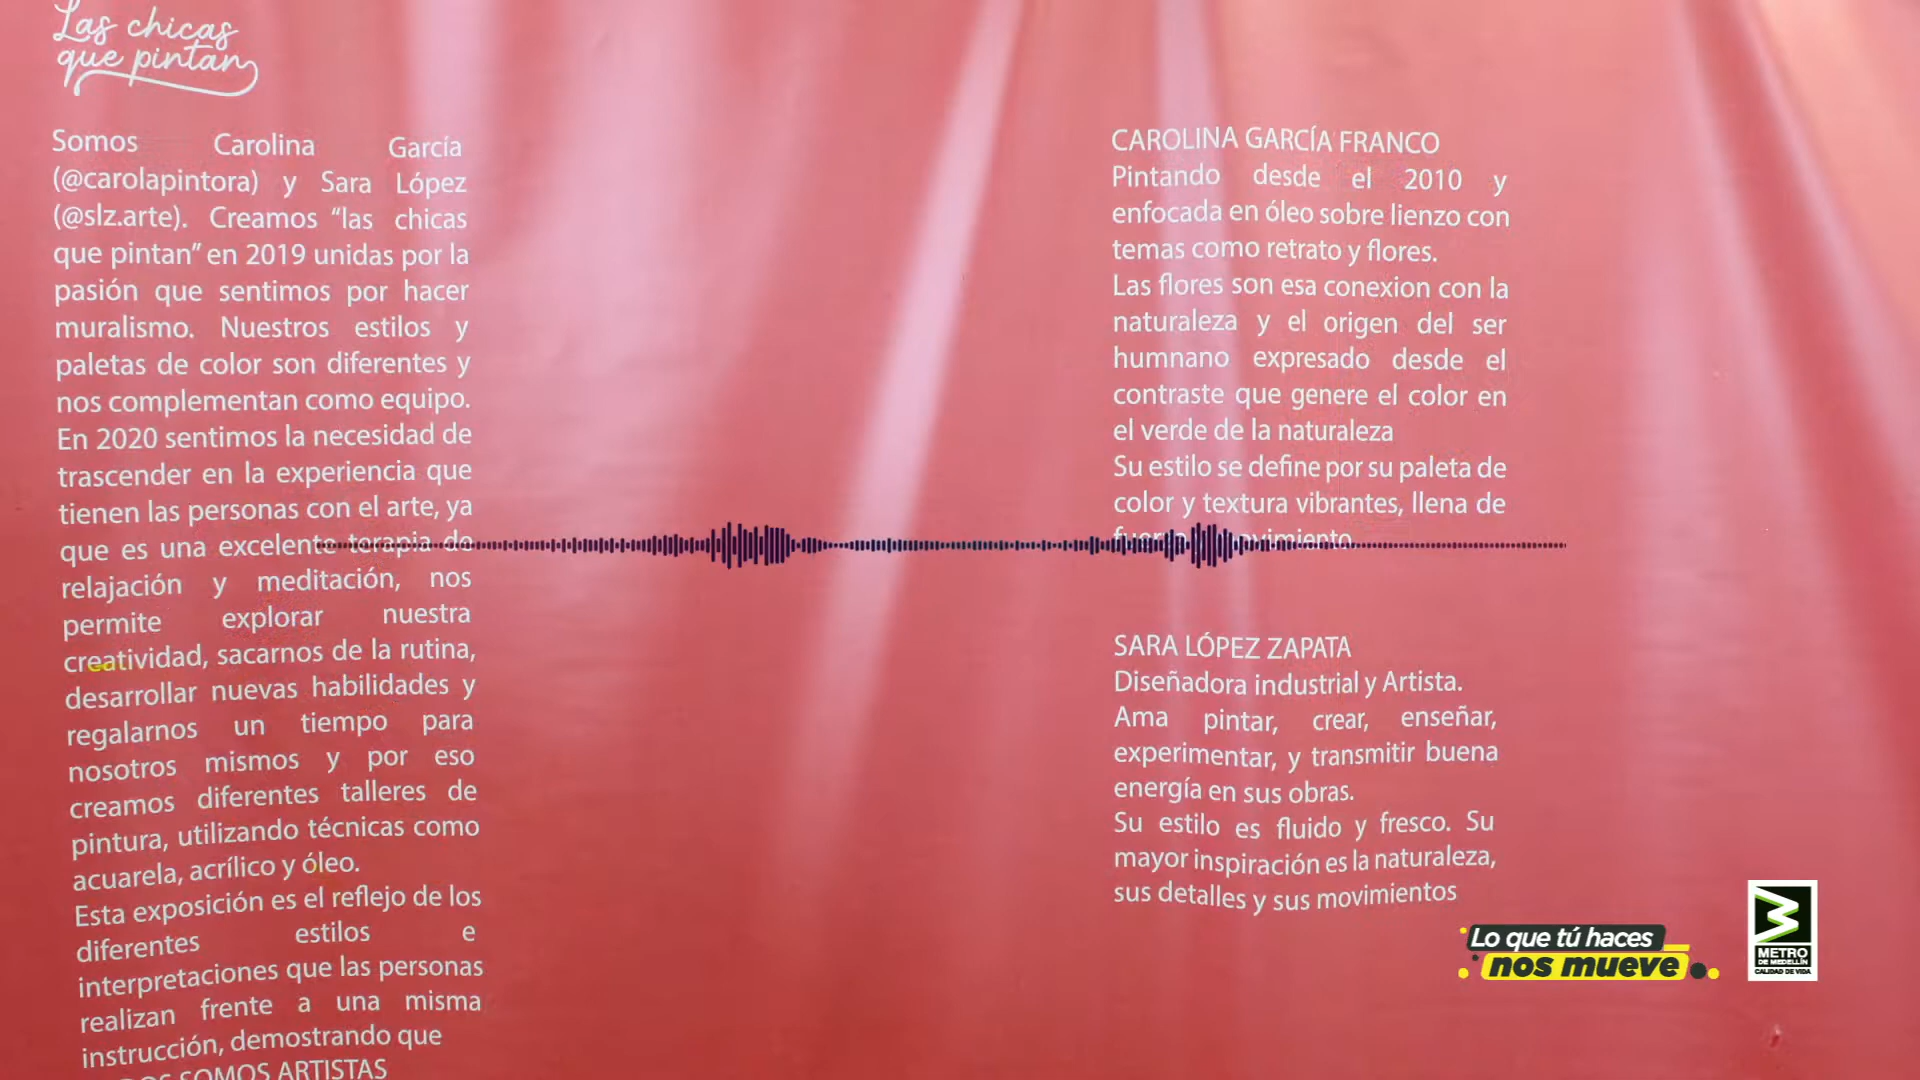 Las chicas
que pintan
Somos Carolina García
(@carolapintora) y Sara López
(@slz.arte). Creamos “las chicas
que pintan” en 2019 unidas por la
pasión que sentimos por hacer
muralismo. Nuestros estilos y
paletas de color son diferentes y
nos complementan como equipo.
En 2020 sentimos la necesidad de
trascender en la experiencia que
tienen las personas con el arte, ya
que es una excelente terapia de
relajación y meditación, nos
permite explorar nuestra
creatividad, sacarnos de la rutina,
desarrollar nuevas habilidades y
regalarnos un tiempo para
nosotros mismos y por eso
creamos diferentes talleres de
pintura, utilizando técnicas como
acuarela, acrílico y óleo.
Esta exposición es el reflejo de los
diferentes estilos e
interpretaciones que las personas
realizan frente a una misma
instrucción, demostrando que
SOMOS ARTISTAS
CAROLINA GARCÍA FRANCO
Pintando desde el 2010 y
enfocada en óleo sobre lienzo con
temas como retrato y flores.
Las flores son esa conexion con la
naturaleza y el origen del ser
humnano expresado desde el
contraste que genere el color en
el verde de la naturaleza
Su estilo se define por su paleta de
color y textura vibrantes, llena de
SARA LÓPEZ ZAPATA
Diseñadora industrial y Artista.
Ama pintar, crear, enseñar,
experimentar, y transmitir buena
energía en sus obras.
Su estilo es fluido y fresco. Su
mayor inspiración es la naturaleza,
sus detalles y sus movimientos
Lo que tú haces
nos mueve
METRO
DE MEDELLÍN
CALIDAD DE VIDA